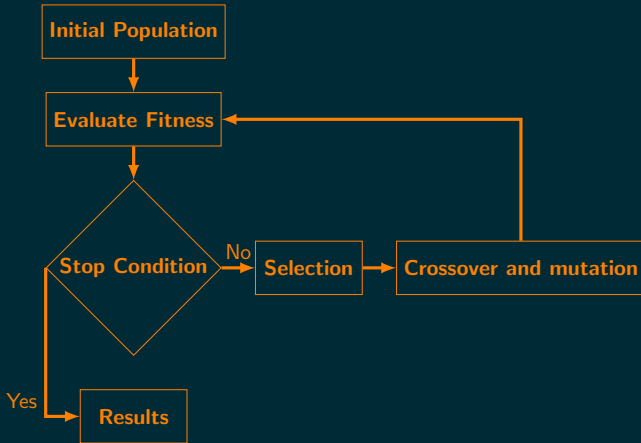 Initial Population
Evaluate Fitness
Stop Condition
No
Selection
Crossover and mutation
Yes
Results